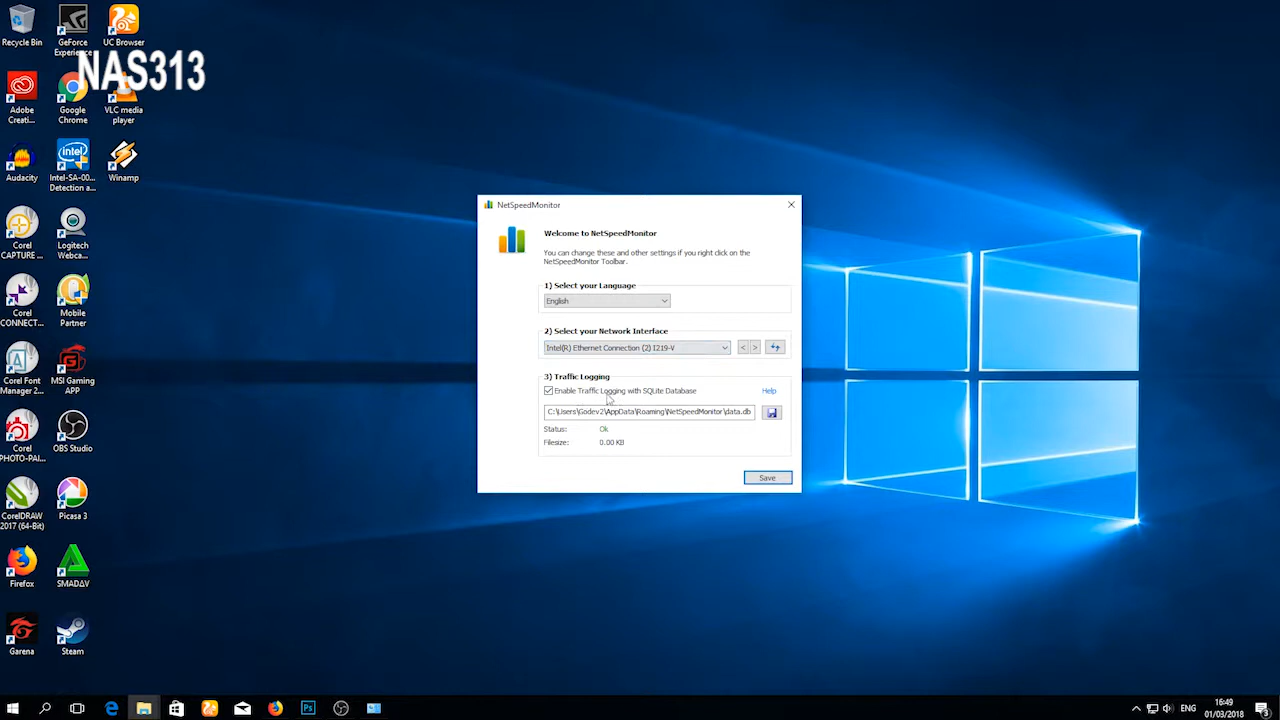 Recycle Bin
GeForce Experience
UC Browser
NAS313
Adobe Creati...
Google Chrome
VLC media player
Audacity
Intel-SA-00... Detection a...
Winamp
Corel CAPTURE ...
Logitech Webca...
Corel CONNECT...
Mobile Partner
Corel Font Manager
MSI Gaming APP
Corel PHOTO-PAI...
OBS Studio
CorelDRAW 2017 (64-Bit)
Picasa 3
Firefox
SMADΔV
Garena
Steam
NetSpeedMonitor
Welcome to NetSpeedMonitor
You can change these and other settings if you right click on the
NetSpeedMonitor Toolbar.
1) Select your Language
English
2) Select your Network Interface
Intel(R) Ethernet Connection (2) I219-V
< >
3) Traffic Logging
Enable Traffic Logging with SQLite Database
Help
C:\Users\Godev2\AppData\Roaming\NetSpeedMonitor\data.db
Status: Ok
Filesize: 0.00 KB
Save
ENG
16:49
01/03/2018
3